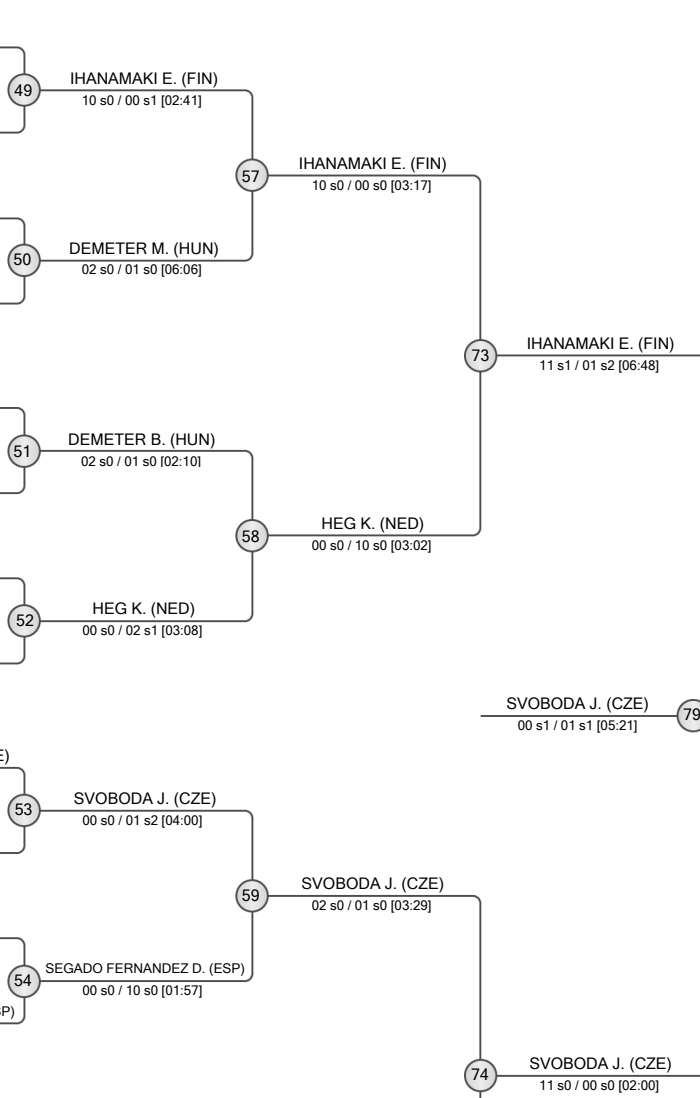 IHANAMAKI E. (FIN)
49
10 s0 / 00 s1 [02:41]
IHANAMAKI E. (FIN)
57
10 s0 / 00 s0 [03:17]
DEMETER M. (HUN)
50
02 s0 / 01 s0 [06:06]
IHANAMAKI E. (FIN)
73
11 s1 / 01 s2 [06:48]
DEMETER B. (HUN)
51
02 s0 / 01 s0 [02:10]
HEG K. (NED)
58
00 s0 / 10 s0 [03:02]
HEG K. (NED)
52
00 s0 / 02 s1 [03:08]
SVOBODA J. (CZE)
79
00 s1 / 01 s1 [05:21]
E)
SVOBODA J. (CZE)
53
00 s0 / 01 s2 [04:00]
SVOBODA J. (CZE)
59
02 s0 / 01 s0 [03:29]
SEGADO FERNANDEZ D. (ESP)
54
00 s0 / 10 s0 [01:57]
SP)
SVOBODA J. (CZE)
74
11 s0 / 00 s0 [02:00]